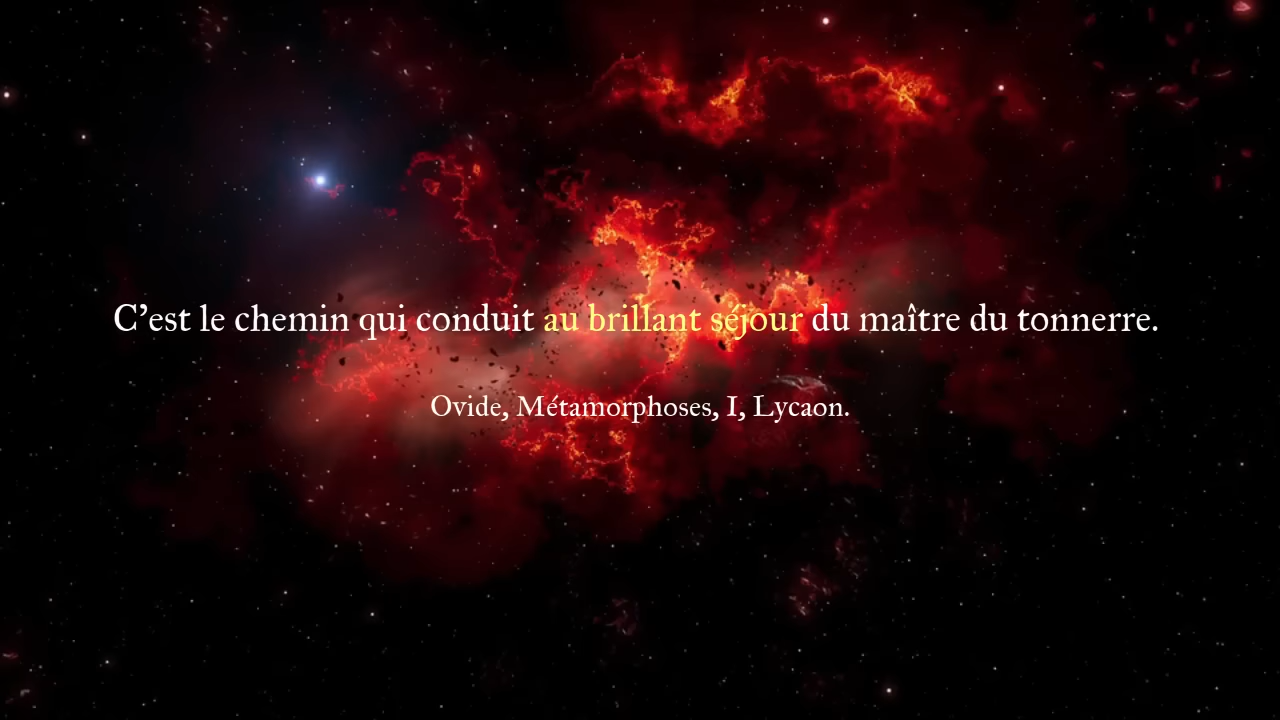 C’est le chemin qui conduit au brillant séjour du maître du tonnerre.
Ovide, Métamorphoses, I, Lycaon.